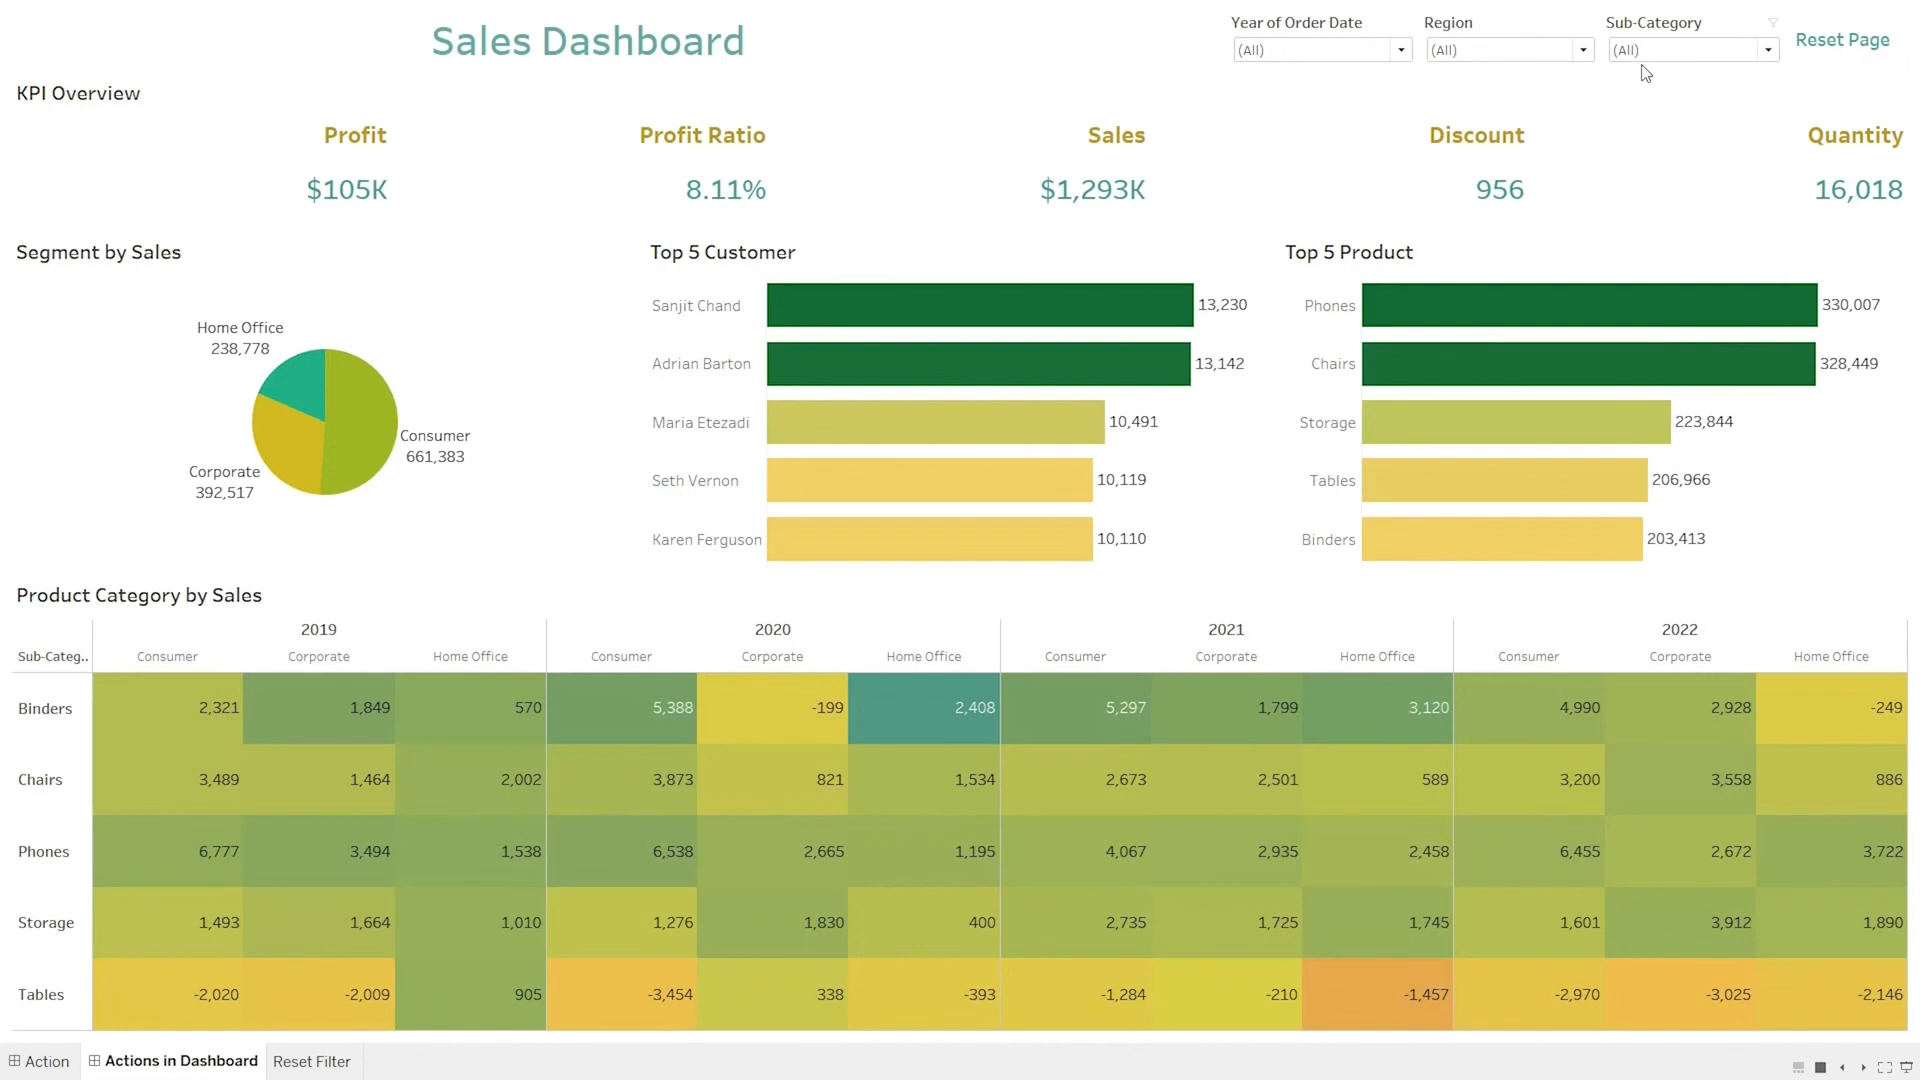 Sales Dashboard
Year of Order Date Region Sub-Category
(All) (All) (All) Reset Page
KPI Overview
Profit Profit Ratio Sales Discount Quantity
$105K 8.11% $1,293K 956 16,018
Segment by Sales
Home Office
238,778
Consumer
661,383
Corporate
392,517
Top 5 Customer
Sanjit Chand 13,230
Adrian Barton 13,142
Maria Etezadi 10,491
Seth Vernon 10,119
Karen Ferguson 10,110
Top 5 Product
Phones 330,007
Chairs 328,449
Storage 223,844
Tables 206,966
Binders 203,413
Product Category by Sales
2019 2020 2021 2022
Sub-Categ.. Consumer Corporate Home Office Consumer Corporate Home Office Consumer Corporate Home Office Consumer Corporate Home Office
Binders 2,321 1,849 570 5,388 -199 2,408 5,297 1,799 3,120 4,990 2,928 -249
Chairs 3,489 1,464 2,002 3,873 821 1,534 2,673 2,501 589 3,200 3,558 886
Phones 6,777 3,494 1,538 6,538 2,665 1,195 4,067 2,935 2,458 6,455 2,672 3,722
Storage 1,493 1,664 1,010 1,276 1,830 400 2,735 1,725 1,745 1,601 3,912 1,890
Tables -2,020 -2,009 905 -3,454 338 -393 -1,284 -210 -1,457 -2,970 -3,025 -2,146
Action Actions in Dashboard Reset Filter